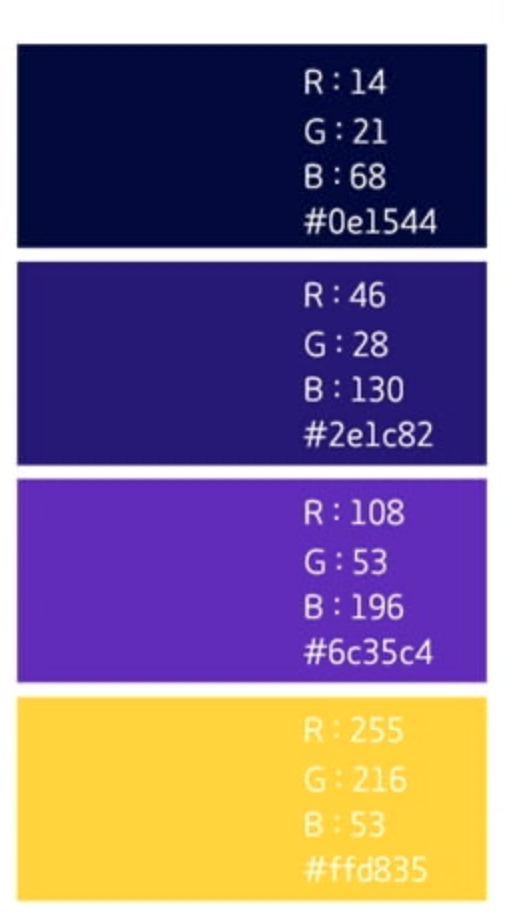 R : 14
G : 21
B : 68
#0e1544
R : 46
G : 28
B : 130
#2e1c82
R : 108
G : 53
B : 196
#6c35c4
R : 255
G : 216
B : 53
#ffd835